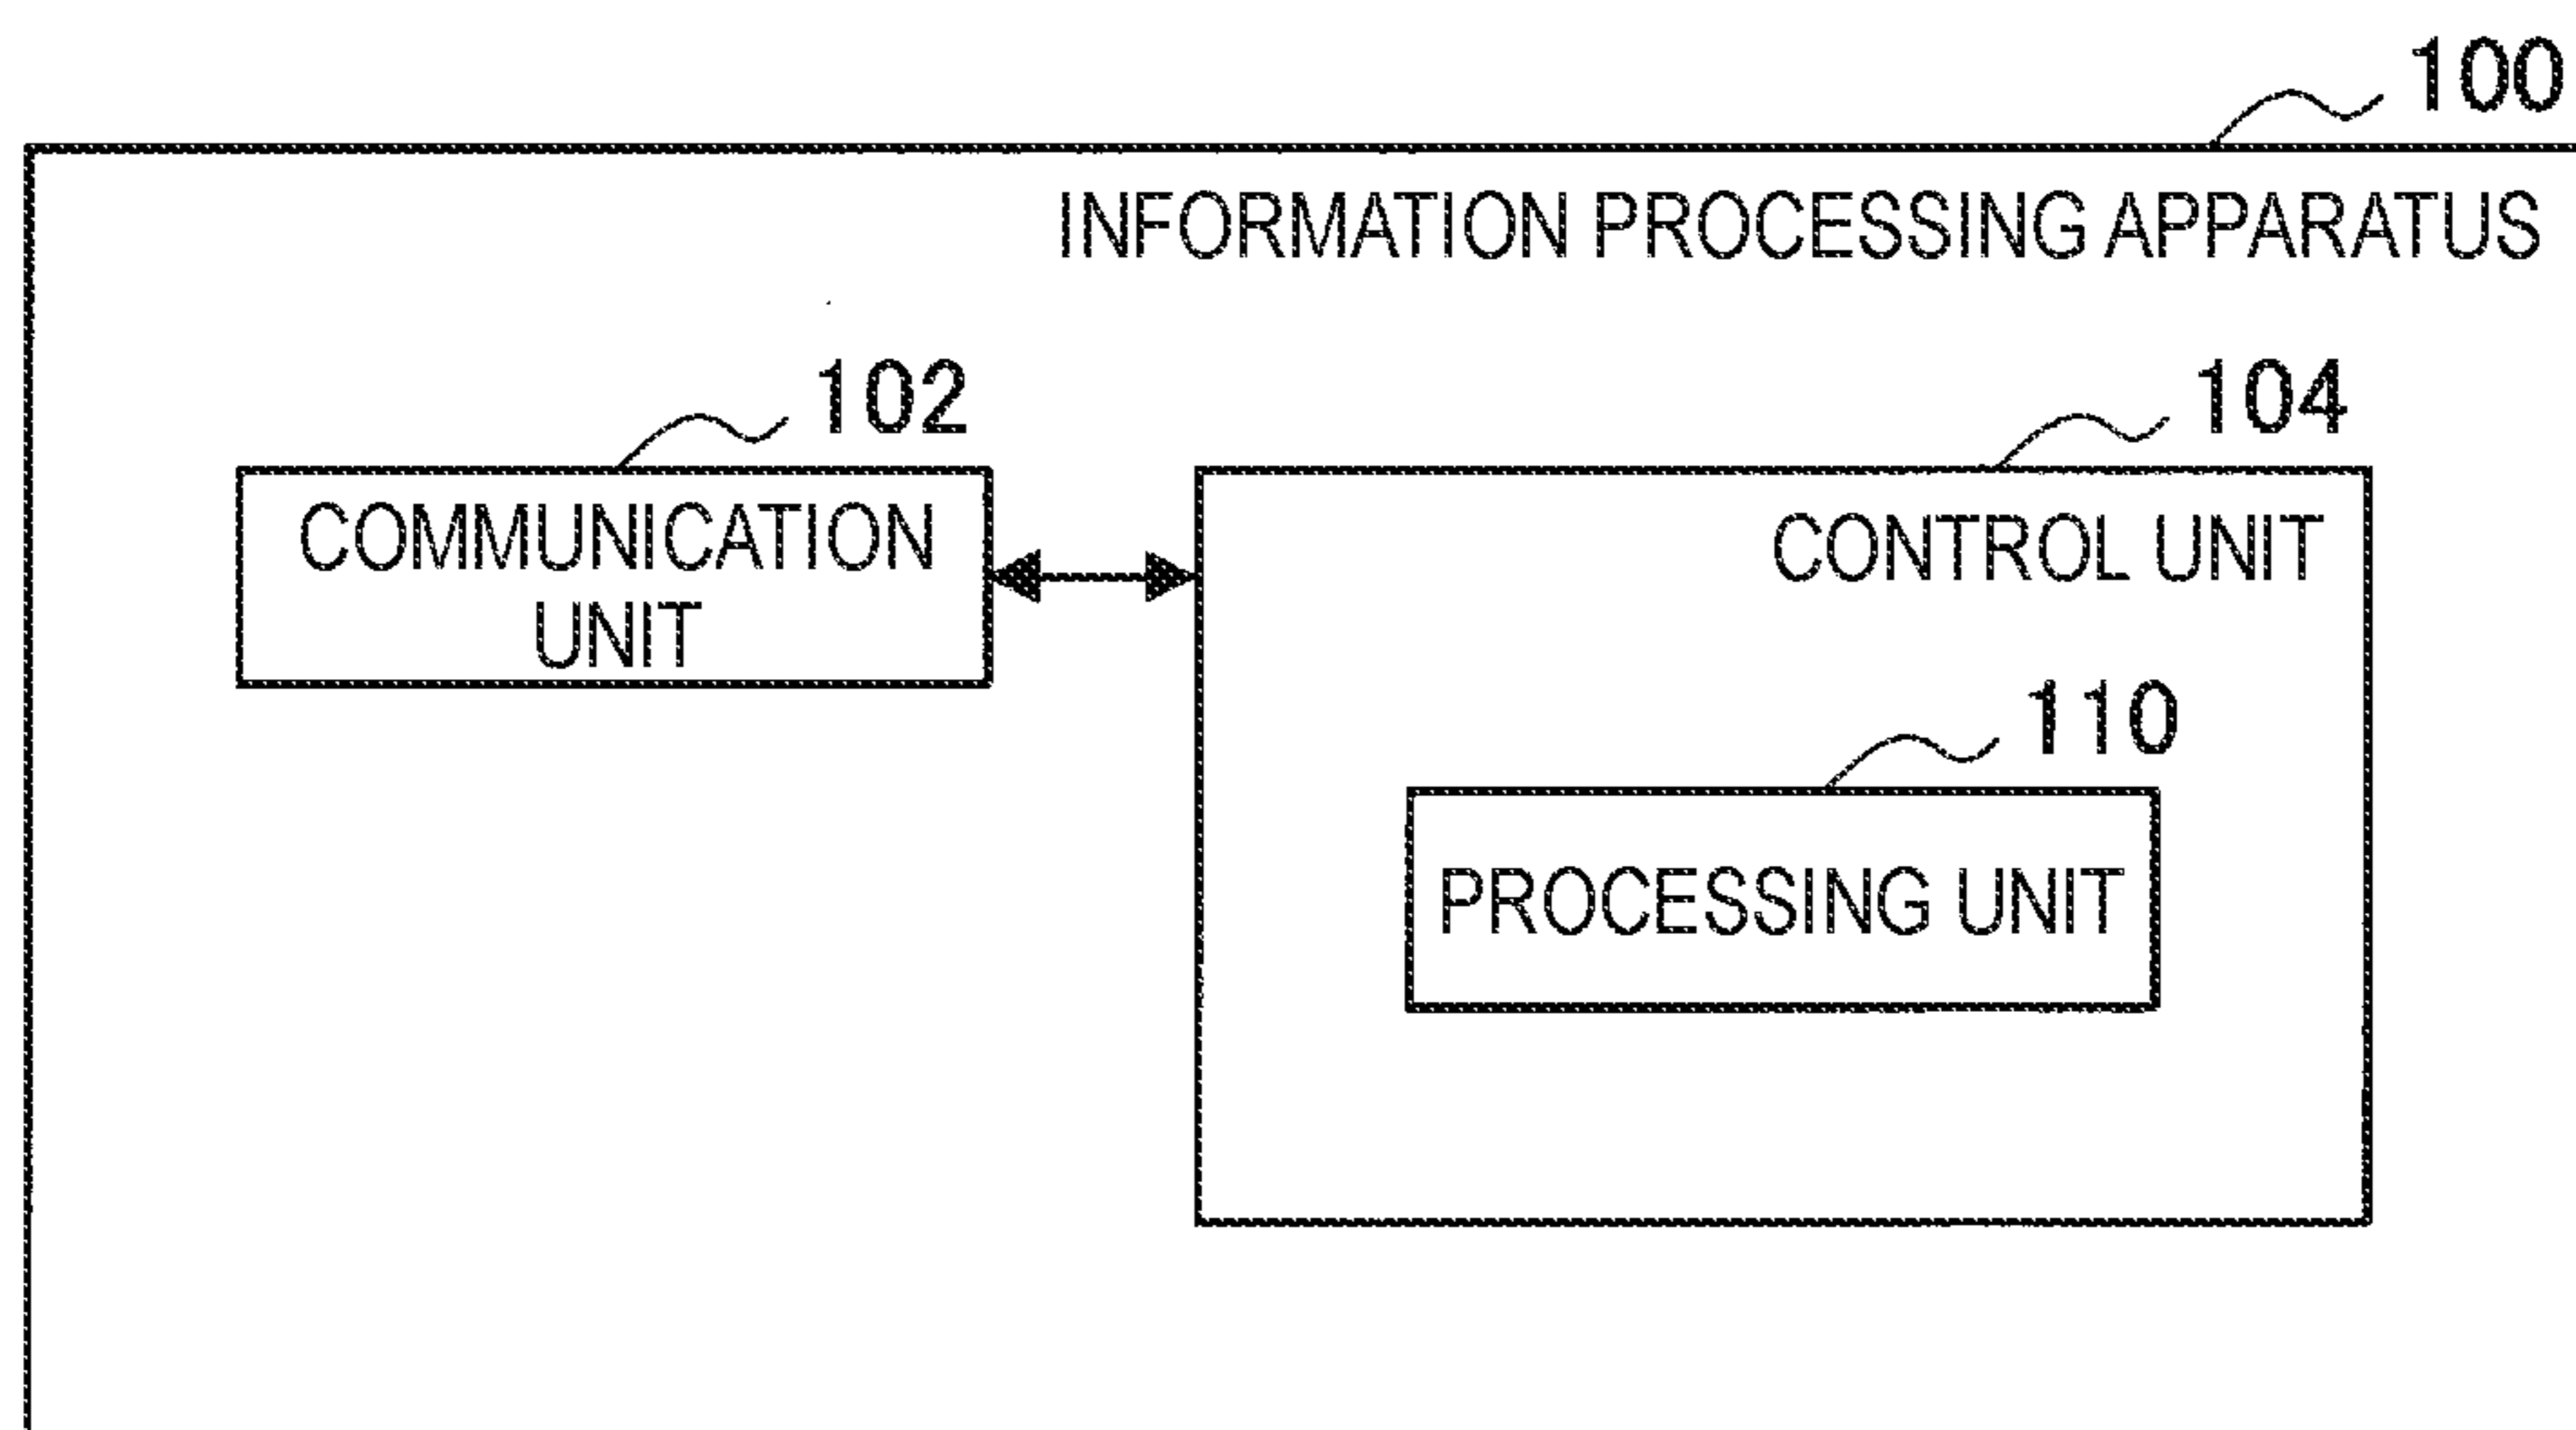 100
INFORMATION PROCESSING APPARATUS
102
104
COMMUNICATION
UNIT
CONTROL UNIT
110
PROCESSING UNIT